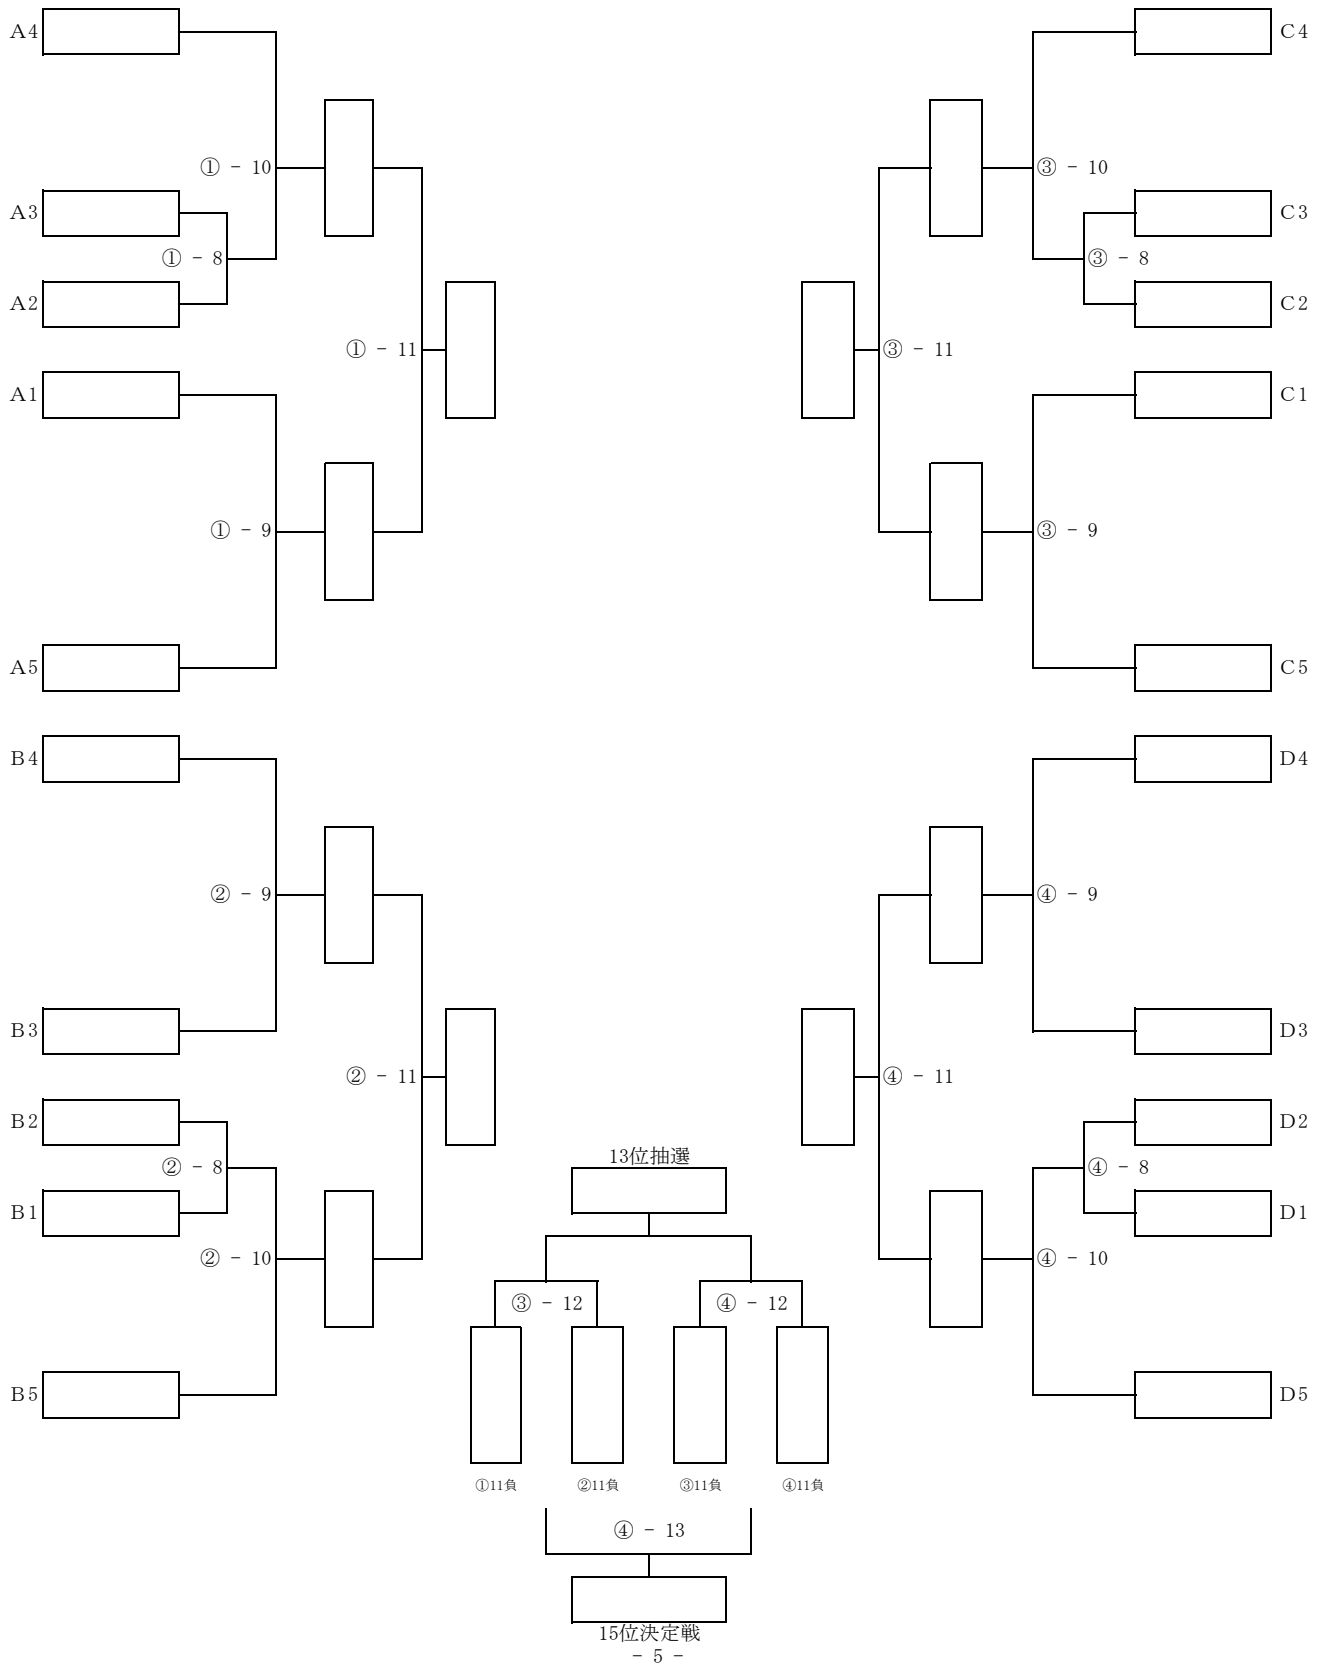 A4
C4
① - 10
③ - 10
A3
C3
① - 8
③ - 8
A2
C2
① - 11
③ - 11
A1
C1
① - 9
③ - 9
A5
C5
B4
D4
② - 9
④ - 9
B3
D3
② - 11
④ - 11
B2
D2
② - 8
④ - 8
B1
D1
② - 10
④ - 10
13位抽選
③ - 12
④ - 12
B5
D5
①11負
②11負
③11負
④11負
④ - 13
15位決定戦
- 5 -